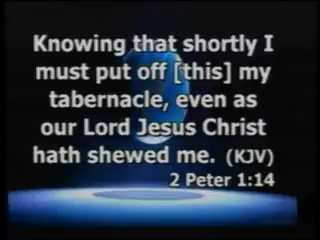 Knowing that shortly I
must put off [this] my
tabernacle, even as
our Lord Jesus Christ
hath shewed me. (KJV)
2 Peter 1:14